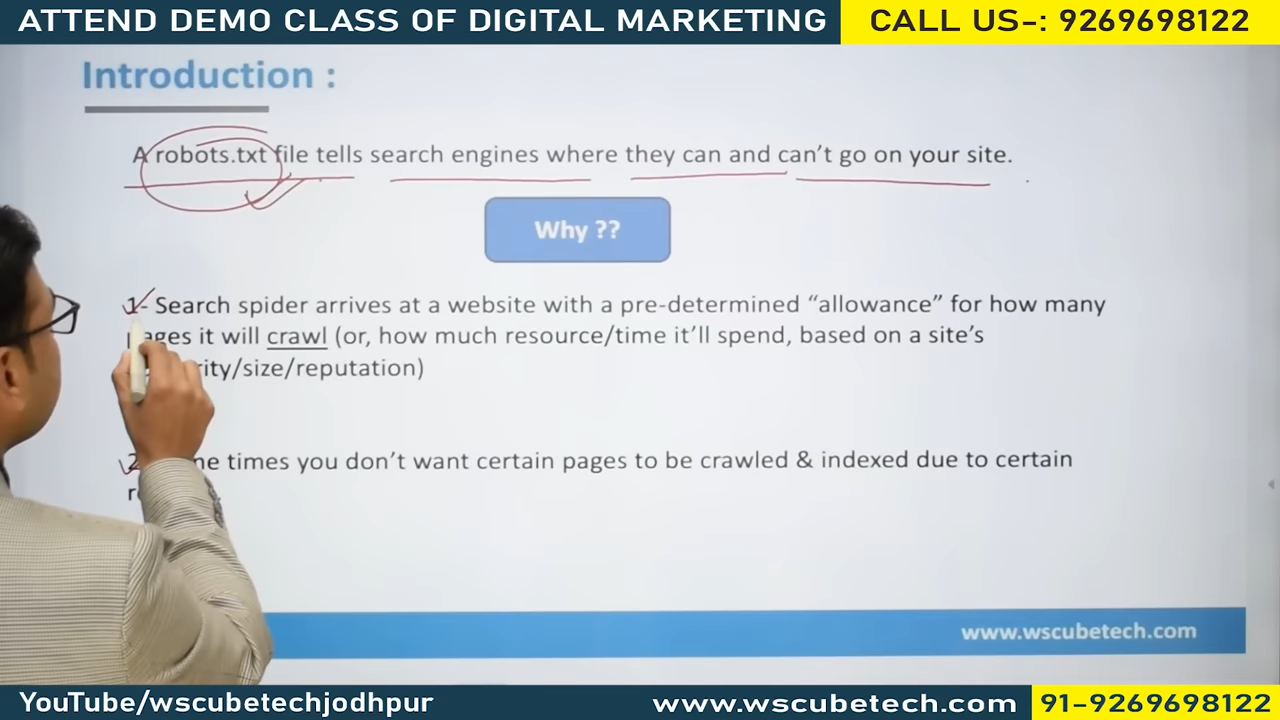 ATTEND DEMO CLASS OF DIGITAL MARKETING
CALL US-: 9269698122
Introduction :
A robots.txt file tells search engines where they can and can't go on your site.
Why ??
1- Search spider arrives at a website with a pre-determined “allowance” for how many
pages it will crawl (or, how much resource/time it'll spend, based on a site's
rity/size/reputation)
2 times you don't want certain pages to be crawled & indexed due to certain
www.wscubetech.com
YouTube/wscubetechjodhpur
www.wscubetech.com
91-9269698122